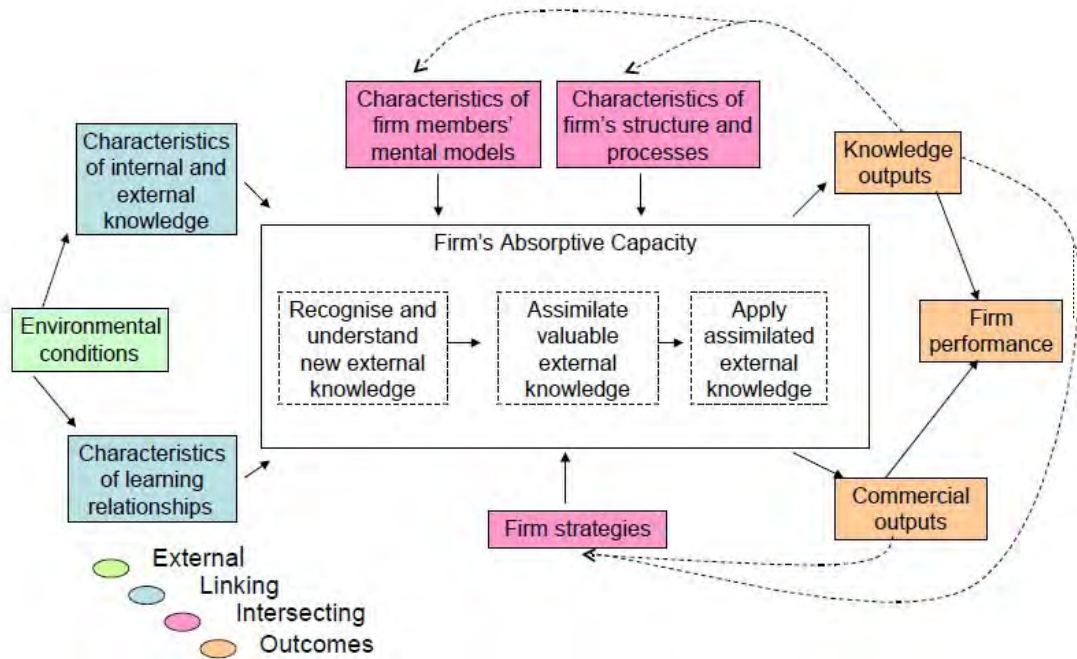 Characteristics of
firm members'
mental models
Characteristics of
firm's structure and
processes
Characteristics
of internal and
external
knowledge
Knowledge
outputs
Firm's Absorptive Capacity
Environmental
conditions
Recognise and
understand
new external
knowledge
Assimilate
valuable
external
knowledge
Apply
assimilated
external
knowledge
Firm
performance
Characteristics
of learning
relationships
Firm strategies
Commercial
outputs
External
Linking
Intersecting
Outcomes